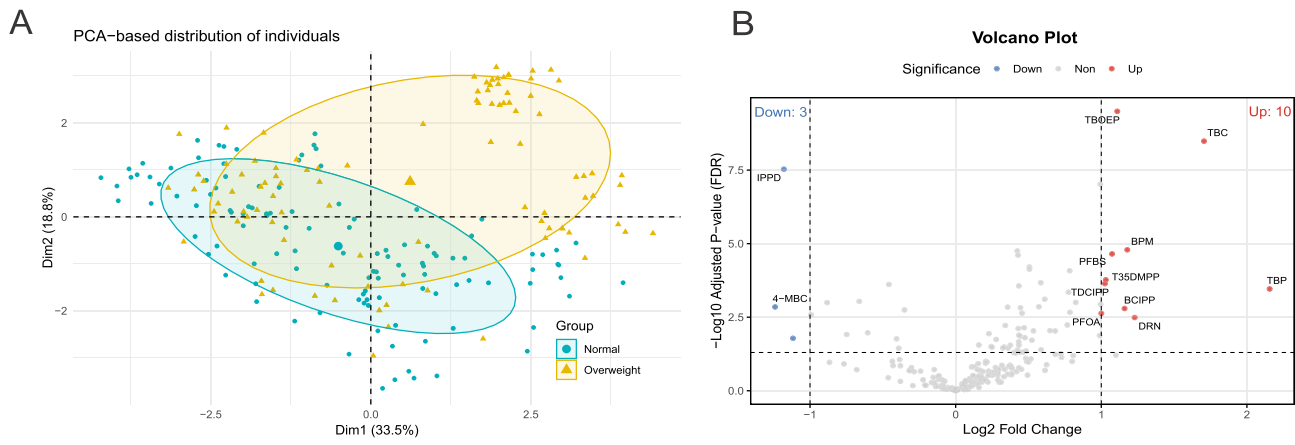 A
PCA−based distribution of individuals
Dim2 (18.8%)
2
0
−2
−2.5
0.0
2.5
Dim1 (33.5%)
Group
Normal
Overweight
B
Volcano Plot
Significance
Down
Non
Up
Down: 3
Up: 10
TBOEP
TBC
IPPD
BPM
PFBS
T35DMPP
TDCIPP
TBP
4−MBC
BCIPP
PFOA
DRN
−Log10 Adjusted P−value (FDR)
7.5
5.0
2.5
0.0
−1
0
1
2
Log2 Fold Change